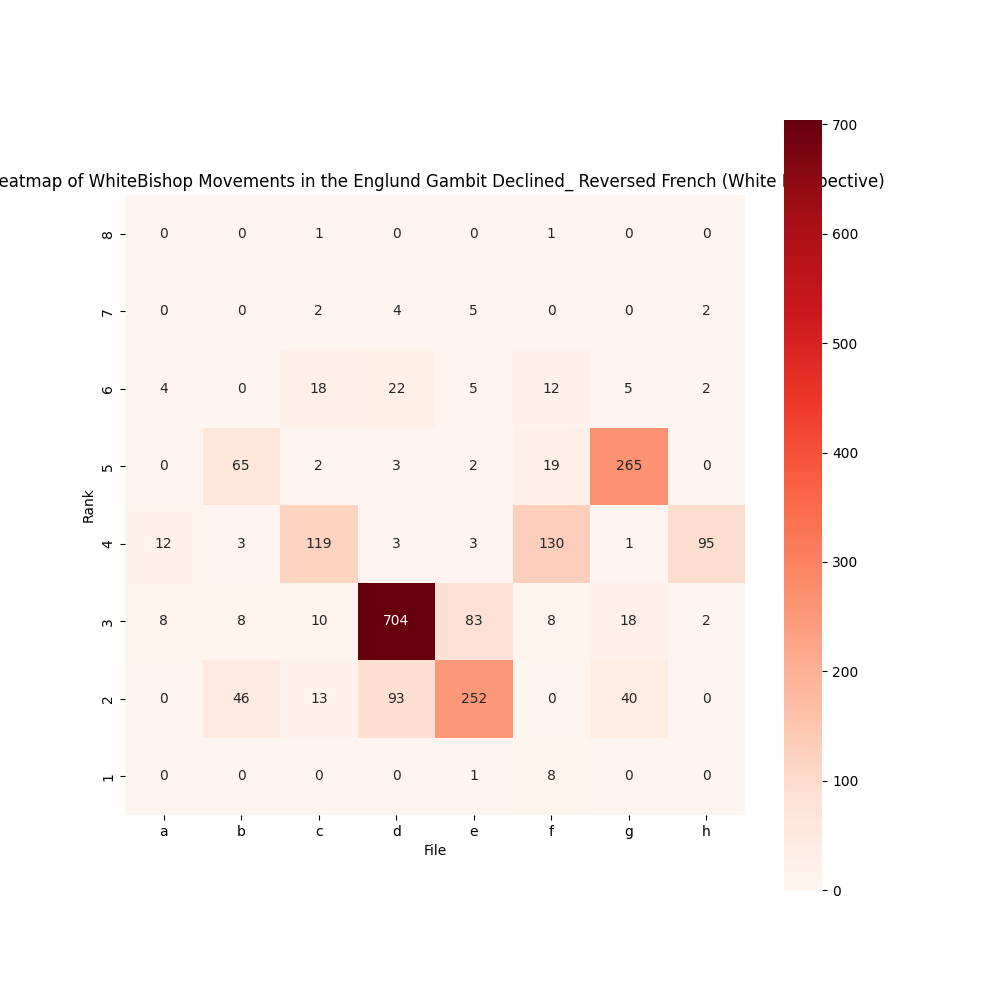 eatmap of WhiteBishop Movements in the Englund Gambit Declined_ Reversed French (White pective)
8 0 0 1 0 0 1 0 0
7 0 0 2 4 5 0 0 2
6 4 0 18 22 5 12 5 2
5 0 65 2 3 2 19 265 0
4 12 3 119 3 3 130 1 95
3 8 8 10 704 83 8 18 2
2 0 46 13 93 252 0 40 0
1 0 0 0 0 1 8 0 0
a b c d e f g h
File
Rank
700
600
500
400
300
200
100
0